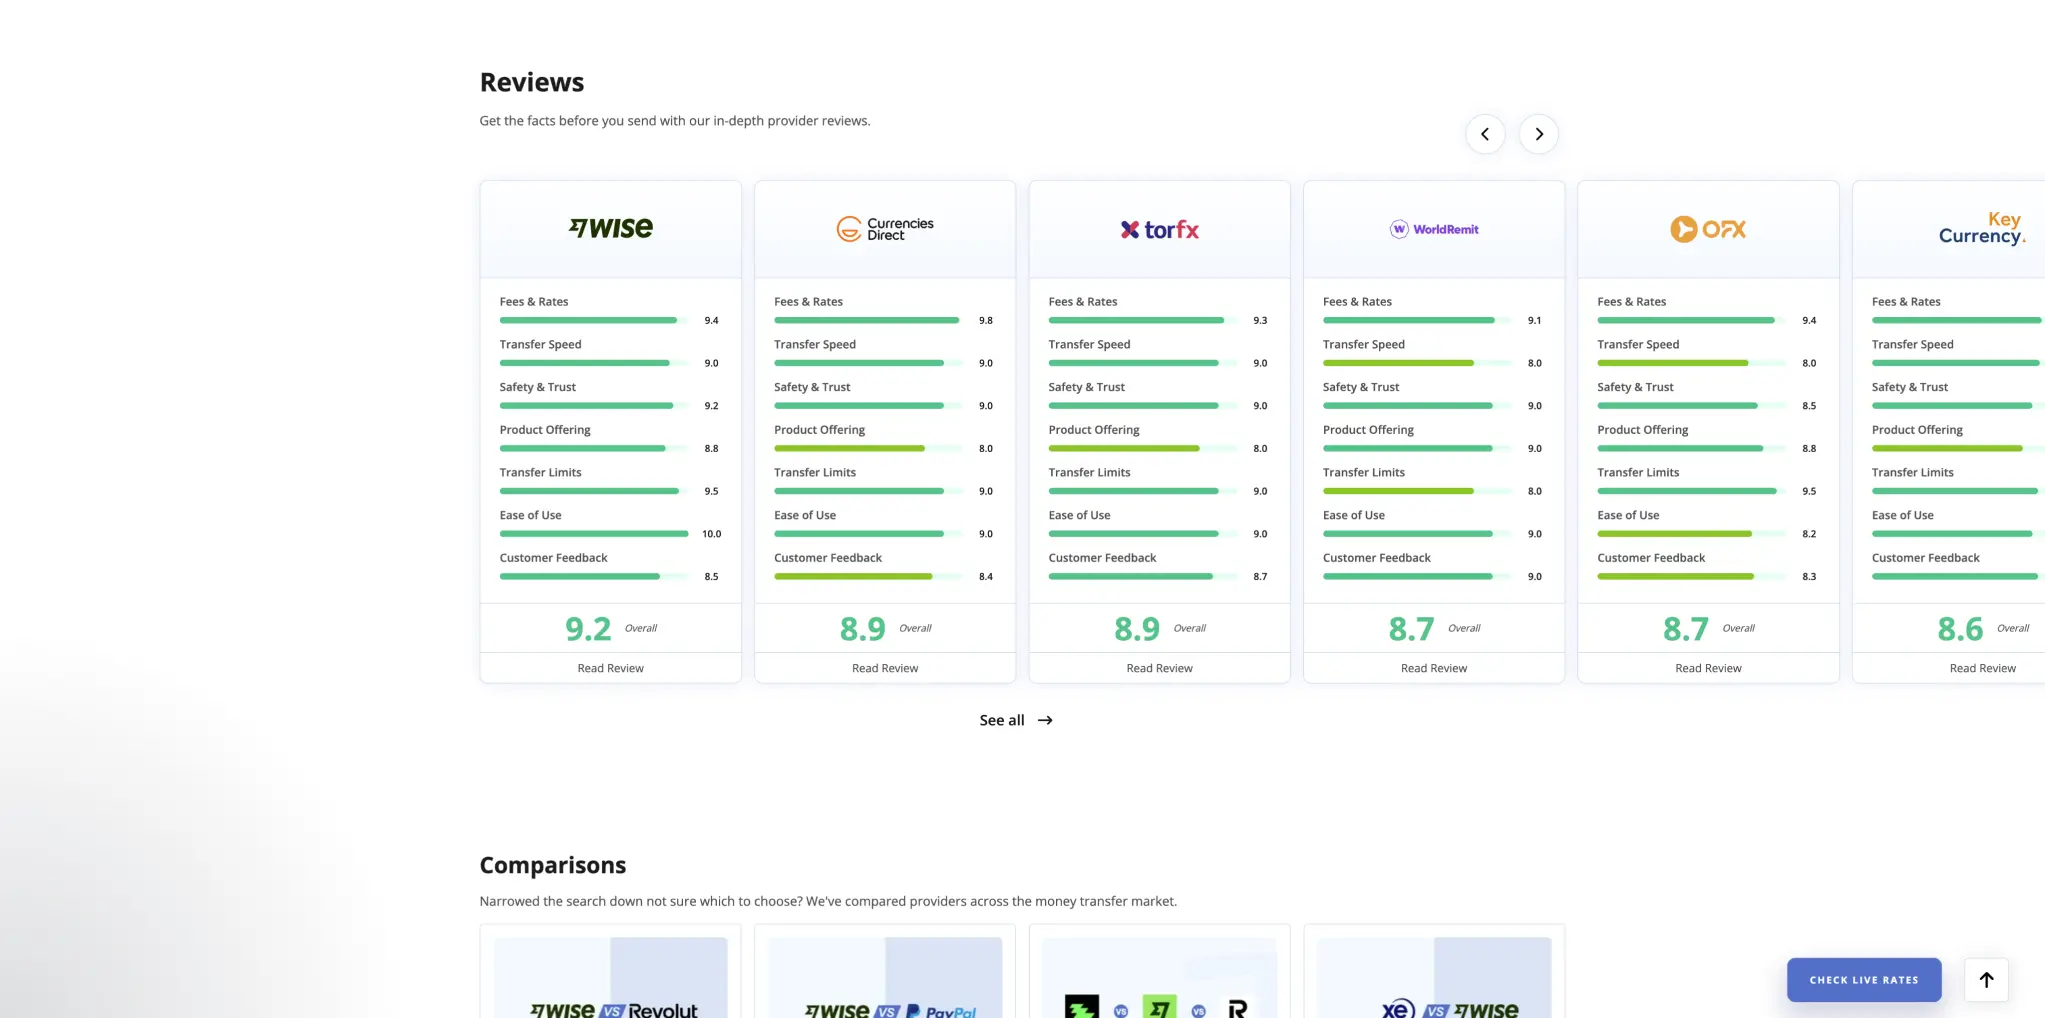 Reviews
Get the facts before you send with our in-depth provider reviews.
WISE
Currencies
Direct
torfx
W WorldRemit
OFX
Key
Currency.
Fees & Rates
9.4
Transfer Speed
9.0
Safety & Trust
9.2
Product Offering
8.8
Transfer Limits
9.5
Ease of Use
10.0
Customer Feedback
8.5
9.2 Overall
Read Review
Fees & Rates
9.8
Transfer Speed
9.0
Safety & Trust
9.0
Product Offering
8.0
Transfer Limits
9.0
Ease of Use
9.0
Customer Feedback
8.4
8.9 Overall
Read Review
Fees & Rates
9.3
Transfer Speed
9.0
Safety & Trust
9.0
Product Offering
8.0
Transfer Limits
9.0
Ease of Use
9.0
Customer Feedback
8.7
8.9 Overall
Read Review
Fees & Rates
9.1
Transfer Speed
8.0
Safety & Trust
9.0
Product Offering
9.0
Transfer Limits
8.0
Ease of Use
9.0
Customer Feedback
9.0
8.7 Overall
Read Review
Fees & Rates
9.4
Transfer Speed
8.0
Safety & Trust
8.5
Product Offering
8.8
Transfer Limits
9.5
Ease of Use
8.2
Customer Feedback
8.3
8.7 Overall
Read Review
Fees & Rates
Transfer Speed
Safety & Trust
Product Offering
Transfer Limits
Ease of Use
Customer Feedback
8.6 Overall
Read Review
See all →
Comparisons
Narrowed the search down not sure which to choose? We've compared providers across the money transfer market.
WISE VS Revolut
WISE VS PayPal
VS VS R
xe VS WISE
CHECK LIVE RATES